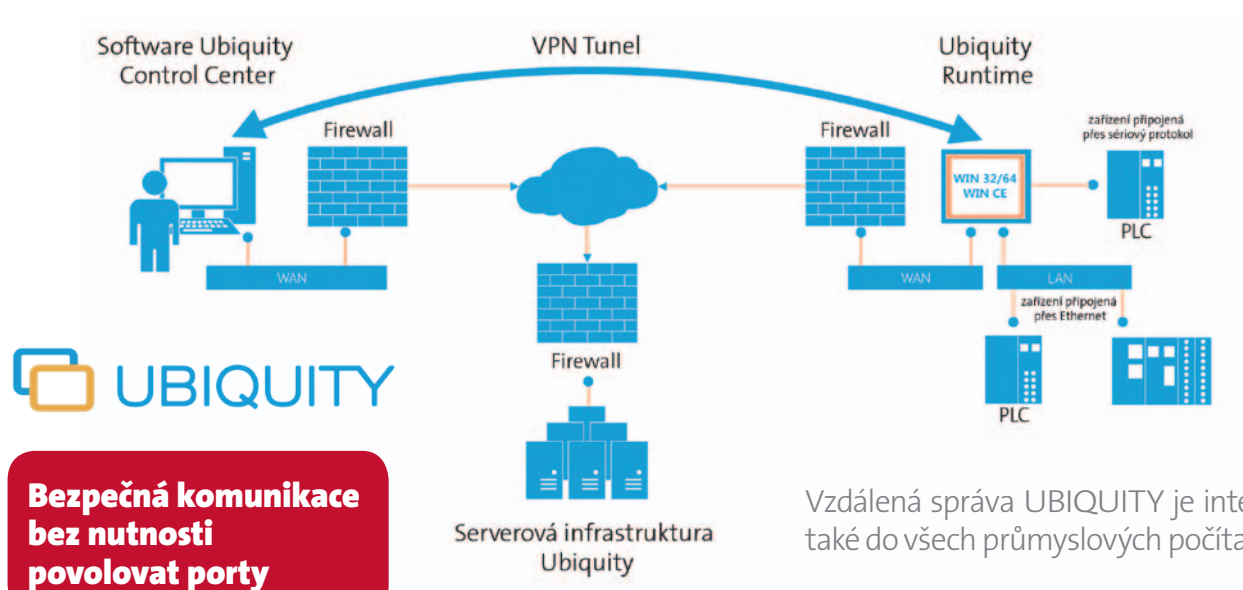 Software Ubiquity
Control Center
VPN Tunel
Ubiquity
Runtime
Firewall
Firewall
zařízení připojená
přes sériový protokol
WIN 32/64
WIN CE
PLC
WAN
WAN
LAN
zařízení připojená
přes Ethernet
Firewall
PLC
UBIQUITY
Serverová infrastruktura
Ubiquity
Bezpečná komunikace
bez nutnosti
povolovat porty
Vzdálená správa UBIQUITY je inte
také do všech průmyslových počíta